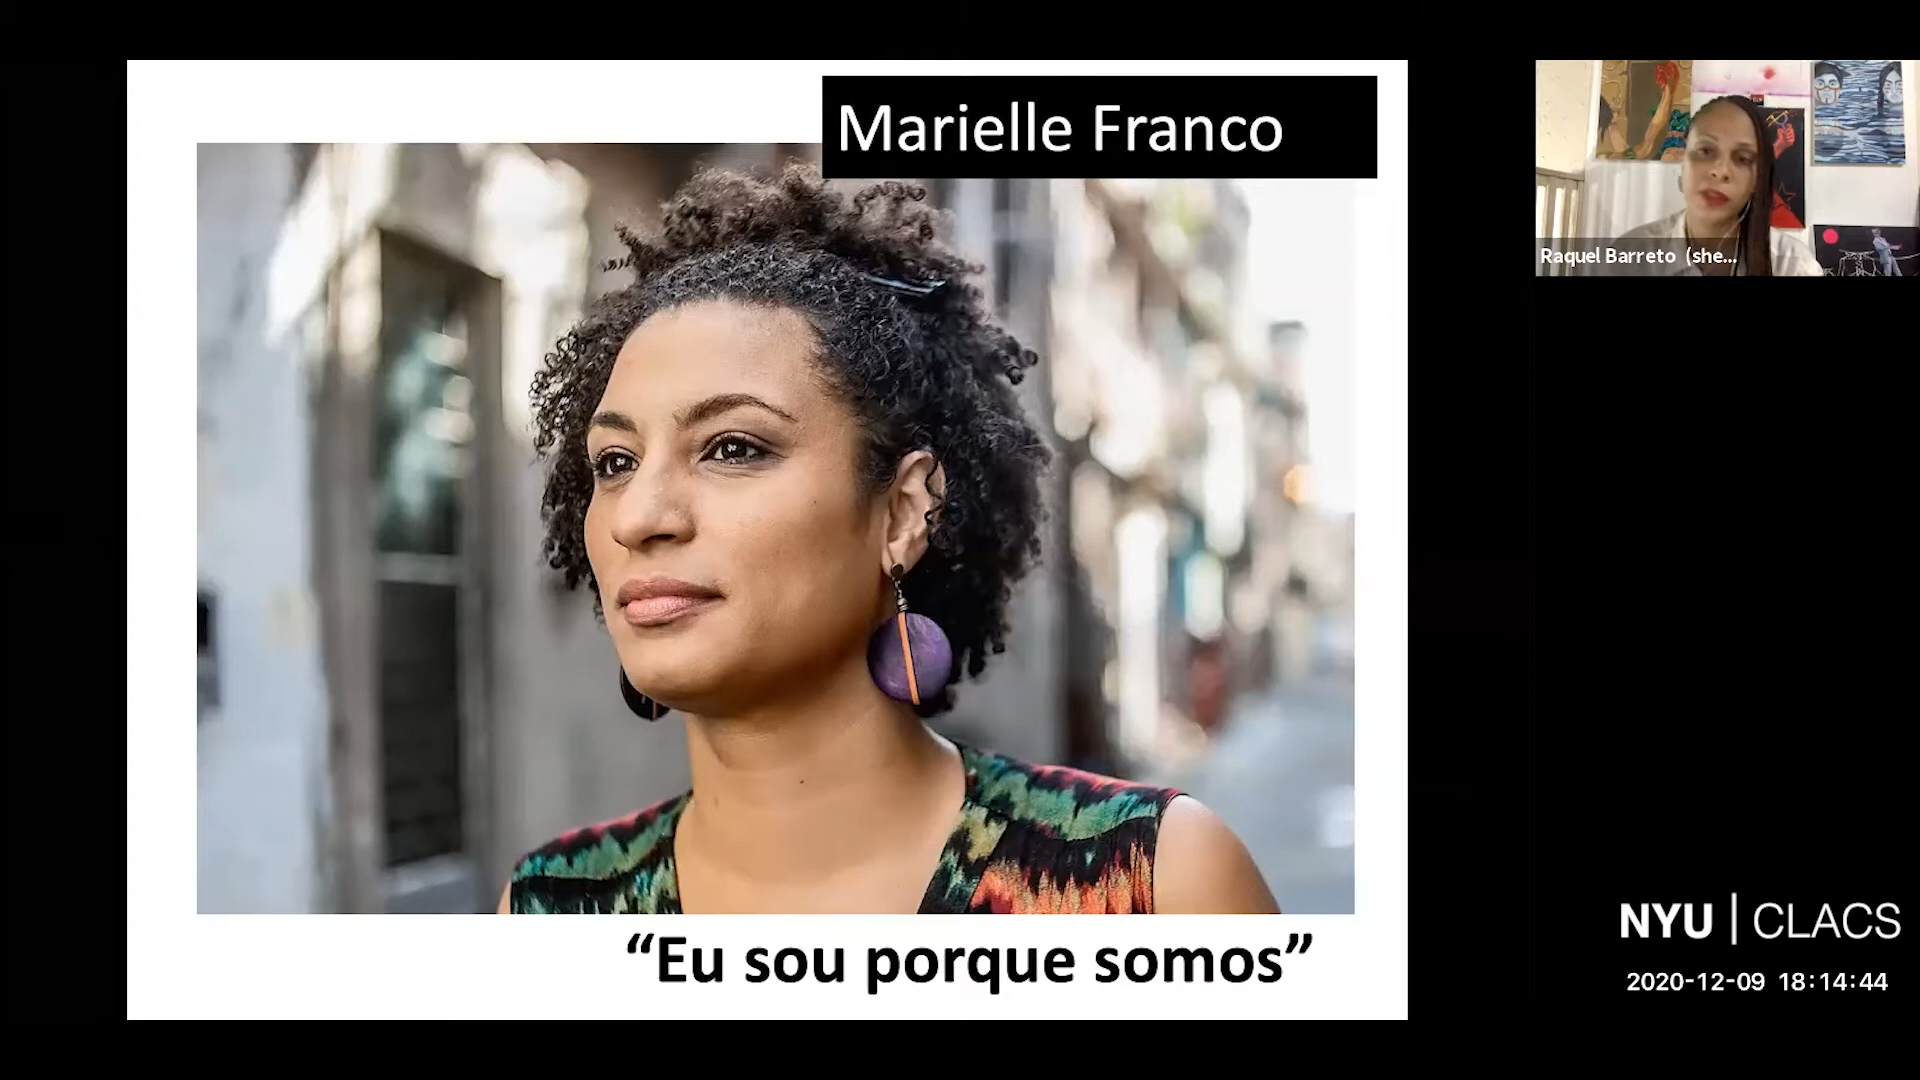 Marielle Franco
“Eu sou porque somos”
Raquel Barreto (she...
NYU | CLACS
2020-12-09 18:14:44